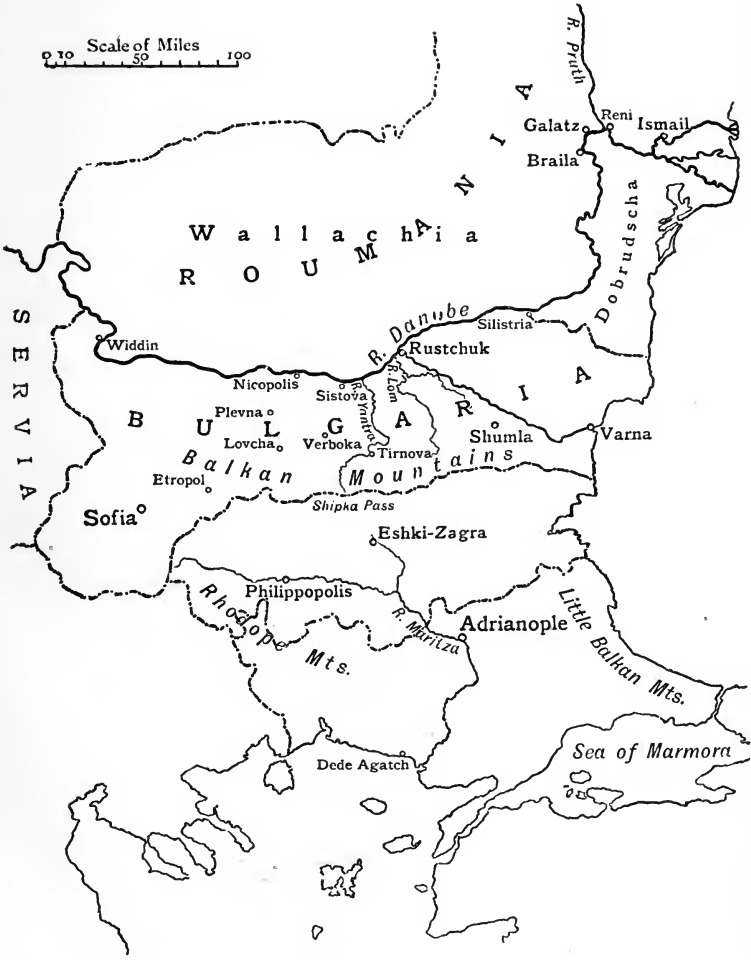 Scale of Miles
0 10 50 100
R. Pruth
Galatz
Reni
Ismail
Braila
Wallachia
ROUMANIA
Dobrudscha
SERVIA
R. Danube
Silistria
Widdin
Rustchuk
Nicopolis
Sistova
R. Yantra
R. Lom
BULGARIA
Plevna
Lovcha
Verboka
Tirnova
Shumla
Varna
Balkan Mountains
Etropol
Sofia
Shipka Pass
Eshki-Zagra
Philippopolis
Rhodope Mts.
R. Maritza
Adrianople
Little Balkan Mts.
Sea of Marmora
Dede Agatch